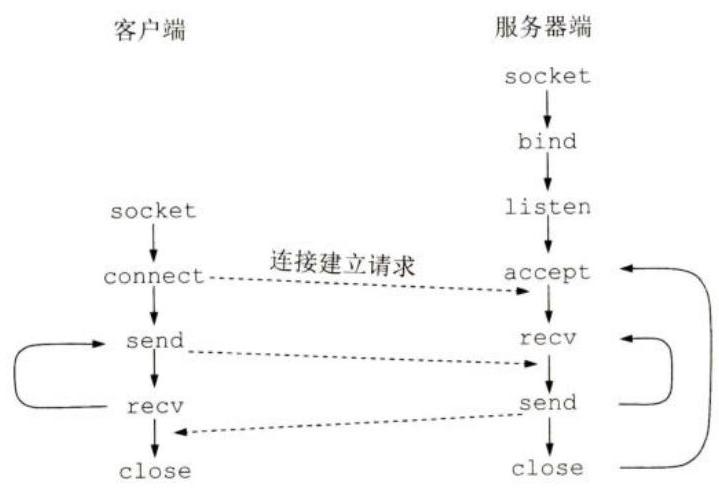 客户端
服务器端
socket
bind
listen
socket
连接建立请求
connect
accept
send
recv
recv
send
close
close